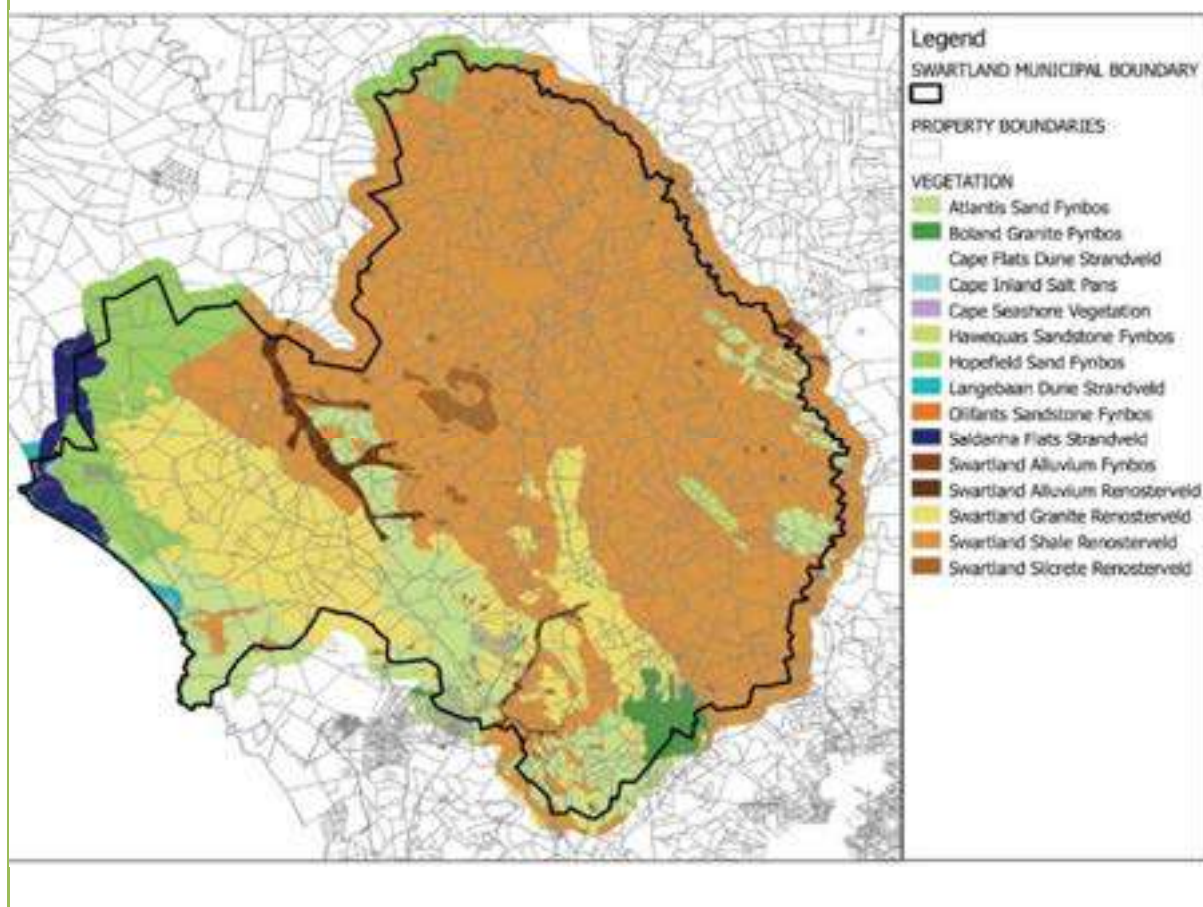 Legend
SWARTLAND MUNICIPAL BOUNDARY
PROPERTY BOUNDARIES
VEGETATION
Atlantis Sand Fynbos
Boland Granite Fynbos
Cape Flats Dune Strandveld
Cape Inland Salt Pans
Cape Seashore Vegetation
Hawequas Sandstone Fynbos
Hopefield Sand Fynbos
Langebaan Dune Strandveld
Olifants Sandstone Fynbos
Saldanha Flats Strandveld
Swartland Alluvium Fynbos
Swartland Alluvium Renosterveld
Swartland Granite Renosterveld
Swartland Shale Renosterveld
Swartland Silcrete Renosterveld